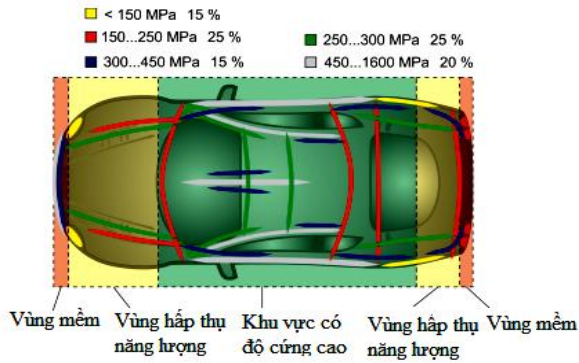 < 150 MPa 15 %
150...250 MPa 25 %
250...300 MPa 25 %
300...450 MPa 15 %
450...1600 MPa 20 %
Vùng mềm
Vùng hấp thụ
năng lượng
Khu vực có
độ cứng cao
Vùng hấp thụ
năng lượng
Vùng mềm